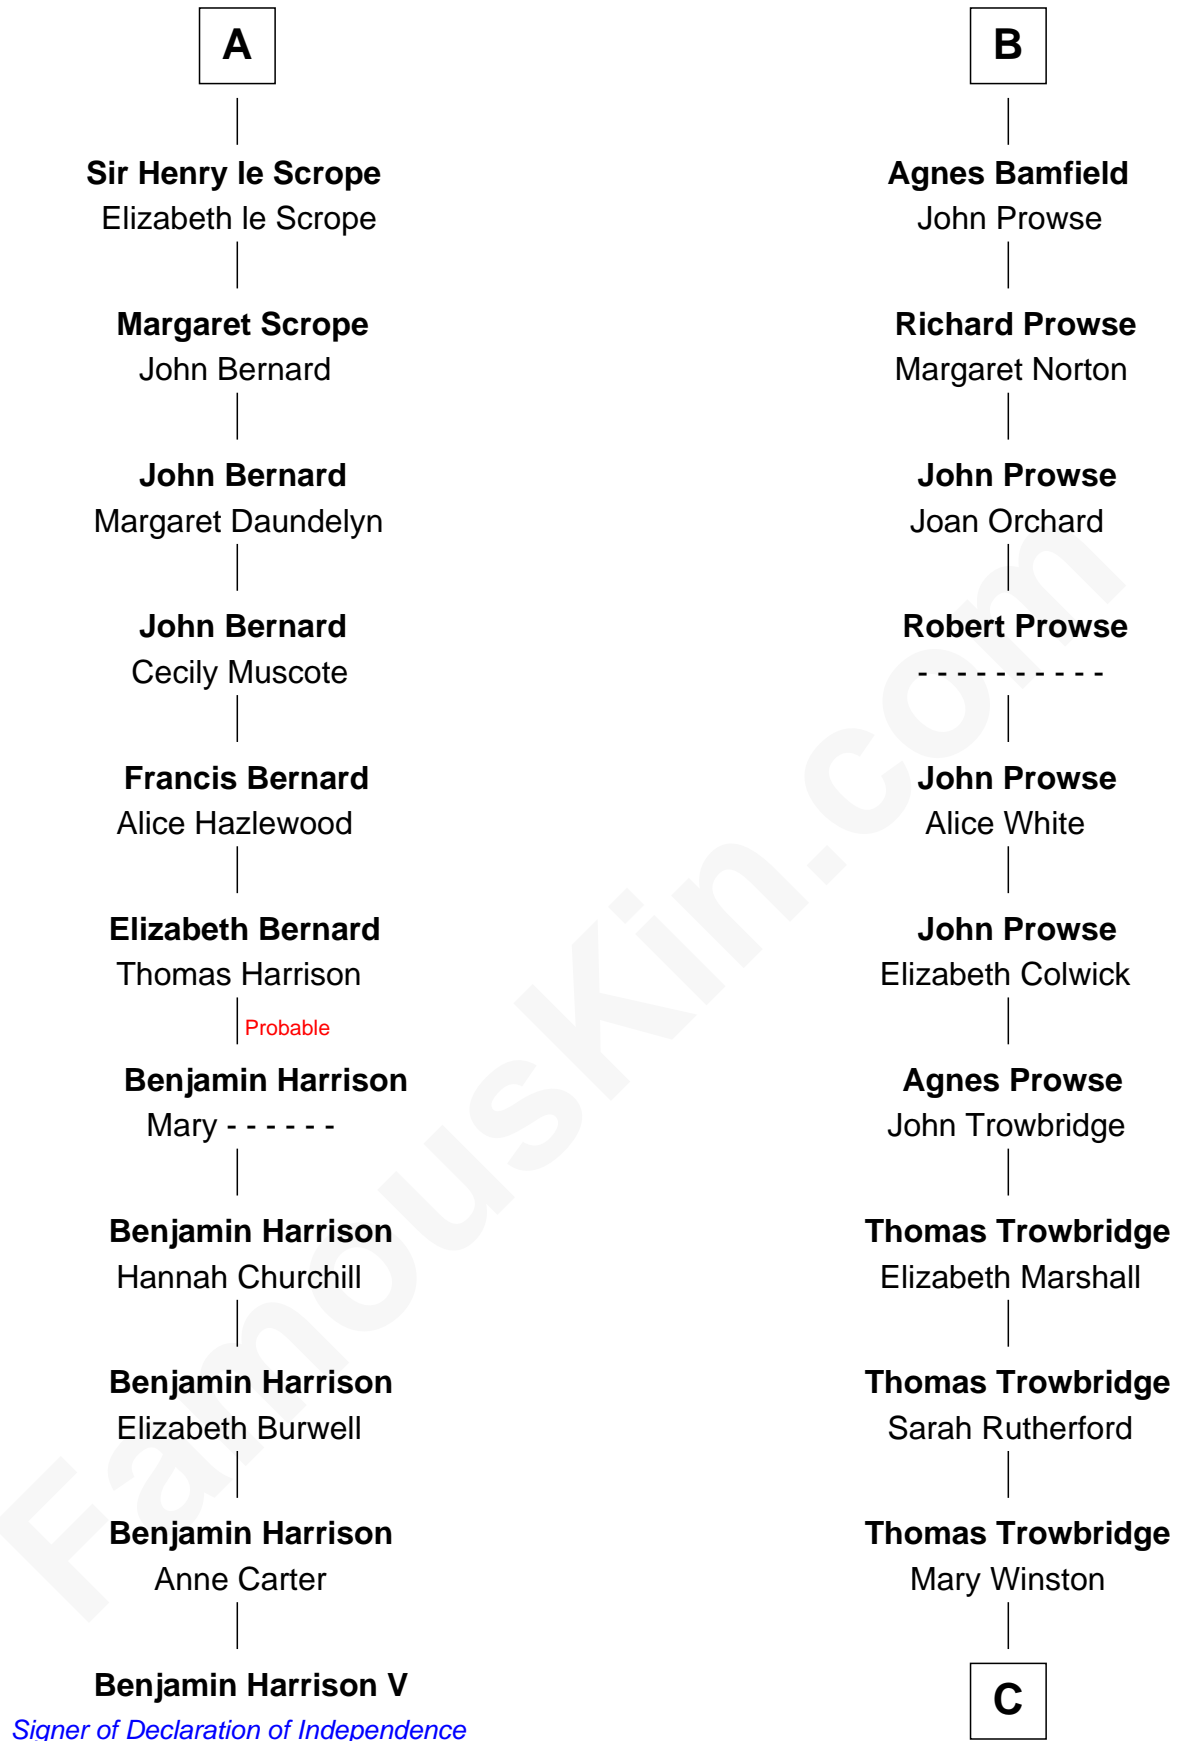 A
Sir Henry le Scrope
Elizabeth le Scrope
Margaret Scrope
John Bernard
John Bernard
Margaret Daundelyn
John Bernard
Cecily Muscote
Francis Bernard
Alice Hazlewood
Elizabeth Bernard
Thomas Harrison
Probable
Benjamin Harrison
Mary - - - - - -
Benjamin Harrison
Hannah Churchill
Benjamin Harrison
Elizabeth Burwell
Benjamin Harrison
Anne Carter
Benjamin Harrison V
Signer of Declaration of Independence
B
Agnes Bamfield
John Prowse
Richard Prowse
Margaret Norton
John Prowse
Joan Orchard
Robert Prowse
- - - - - - - - - -
John Prowse
Alice White
John Prowse
Elizabeth Colwick
Agnes Prowse
John Trowbridge
Thomas Trowbridge
Elizabeth Marshall
Thomas Trowbridge
Sarah Rutherford
Thomas Trowbridge
Mary Winston
C
FamousKin.com